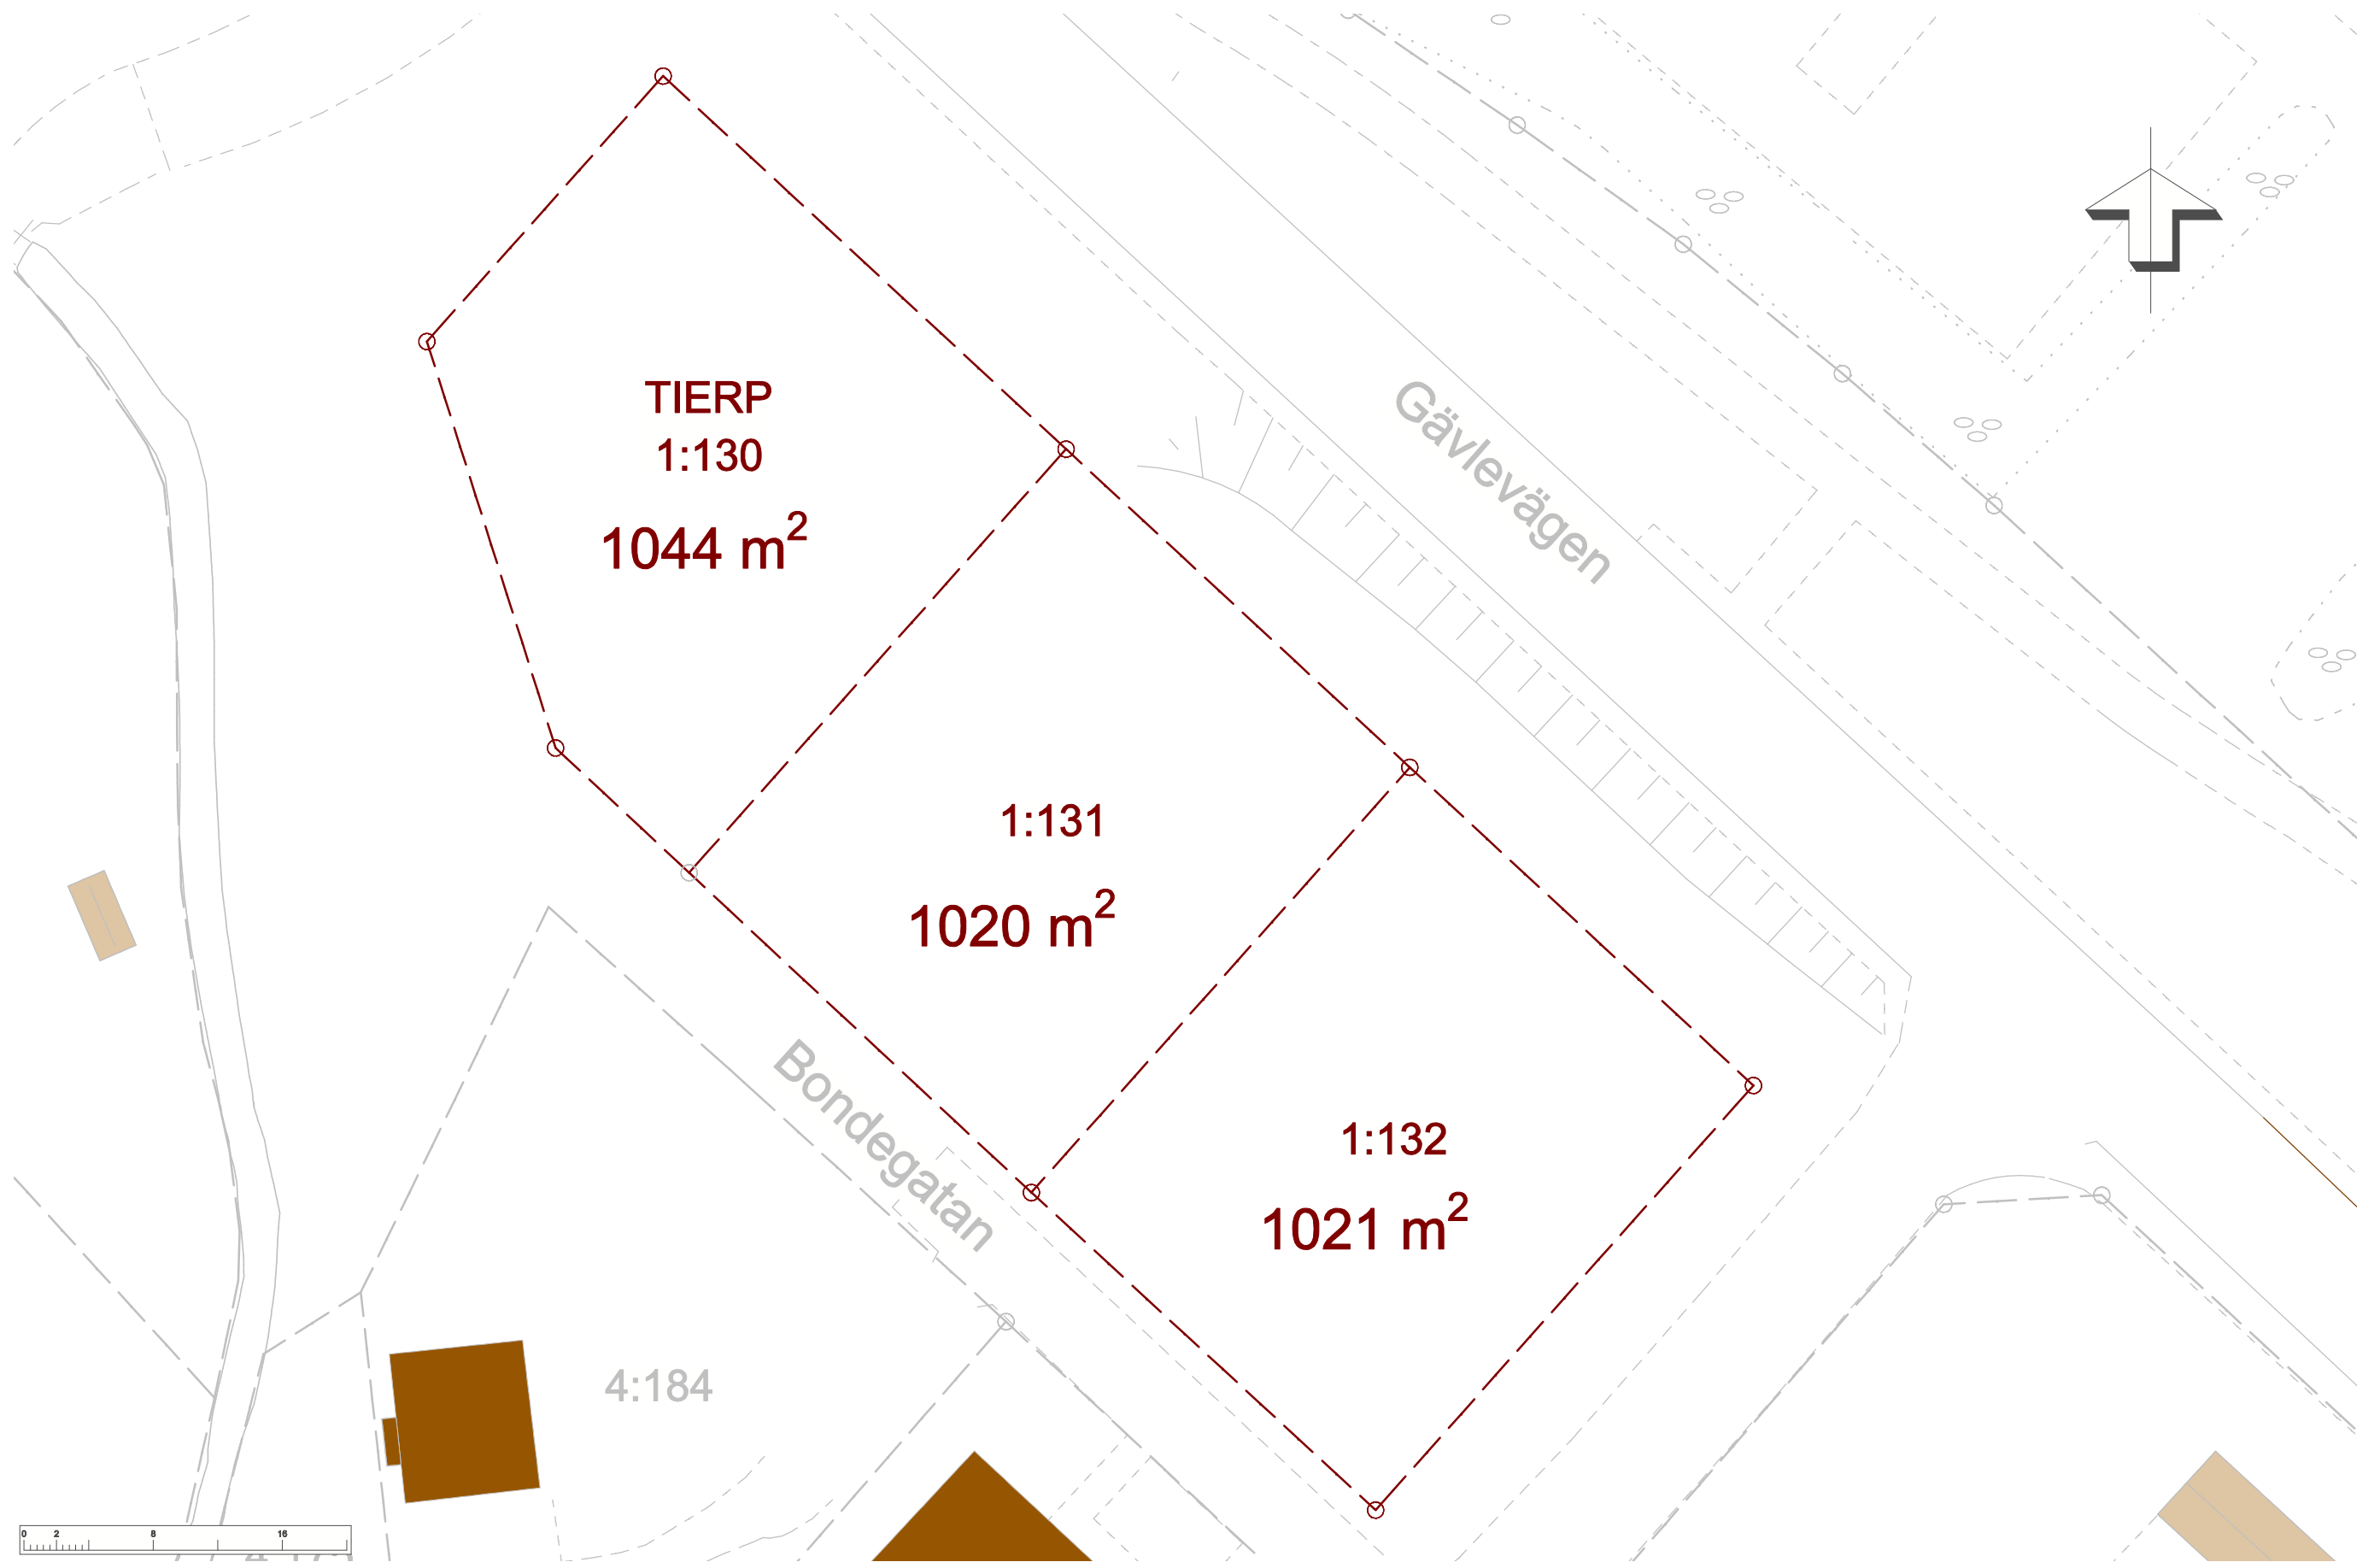 TIERP
1:130
1044 m²
Gävlevägen
1:131
1020 m²
Bondegatan
1:132
1021 m²
4:184
0 2 8 16